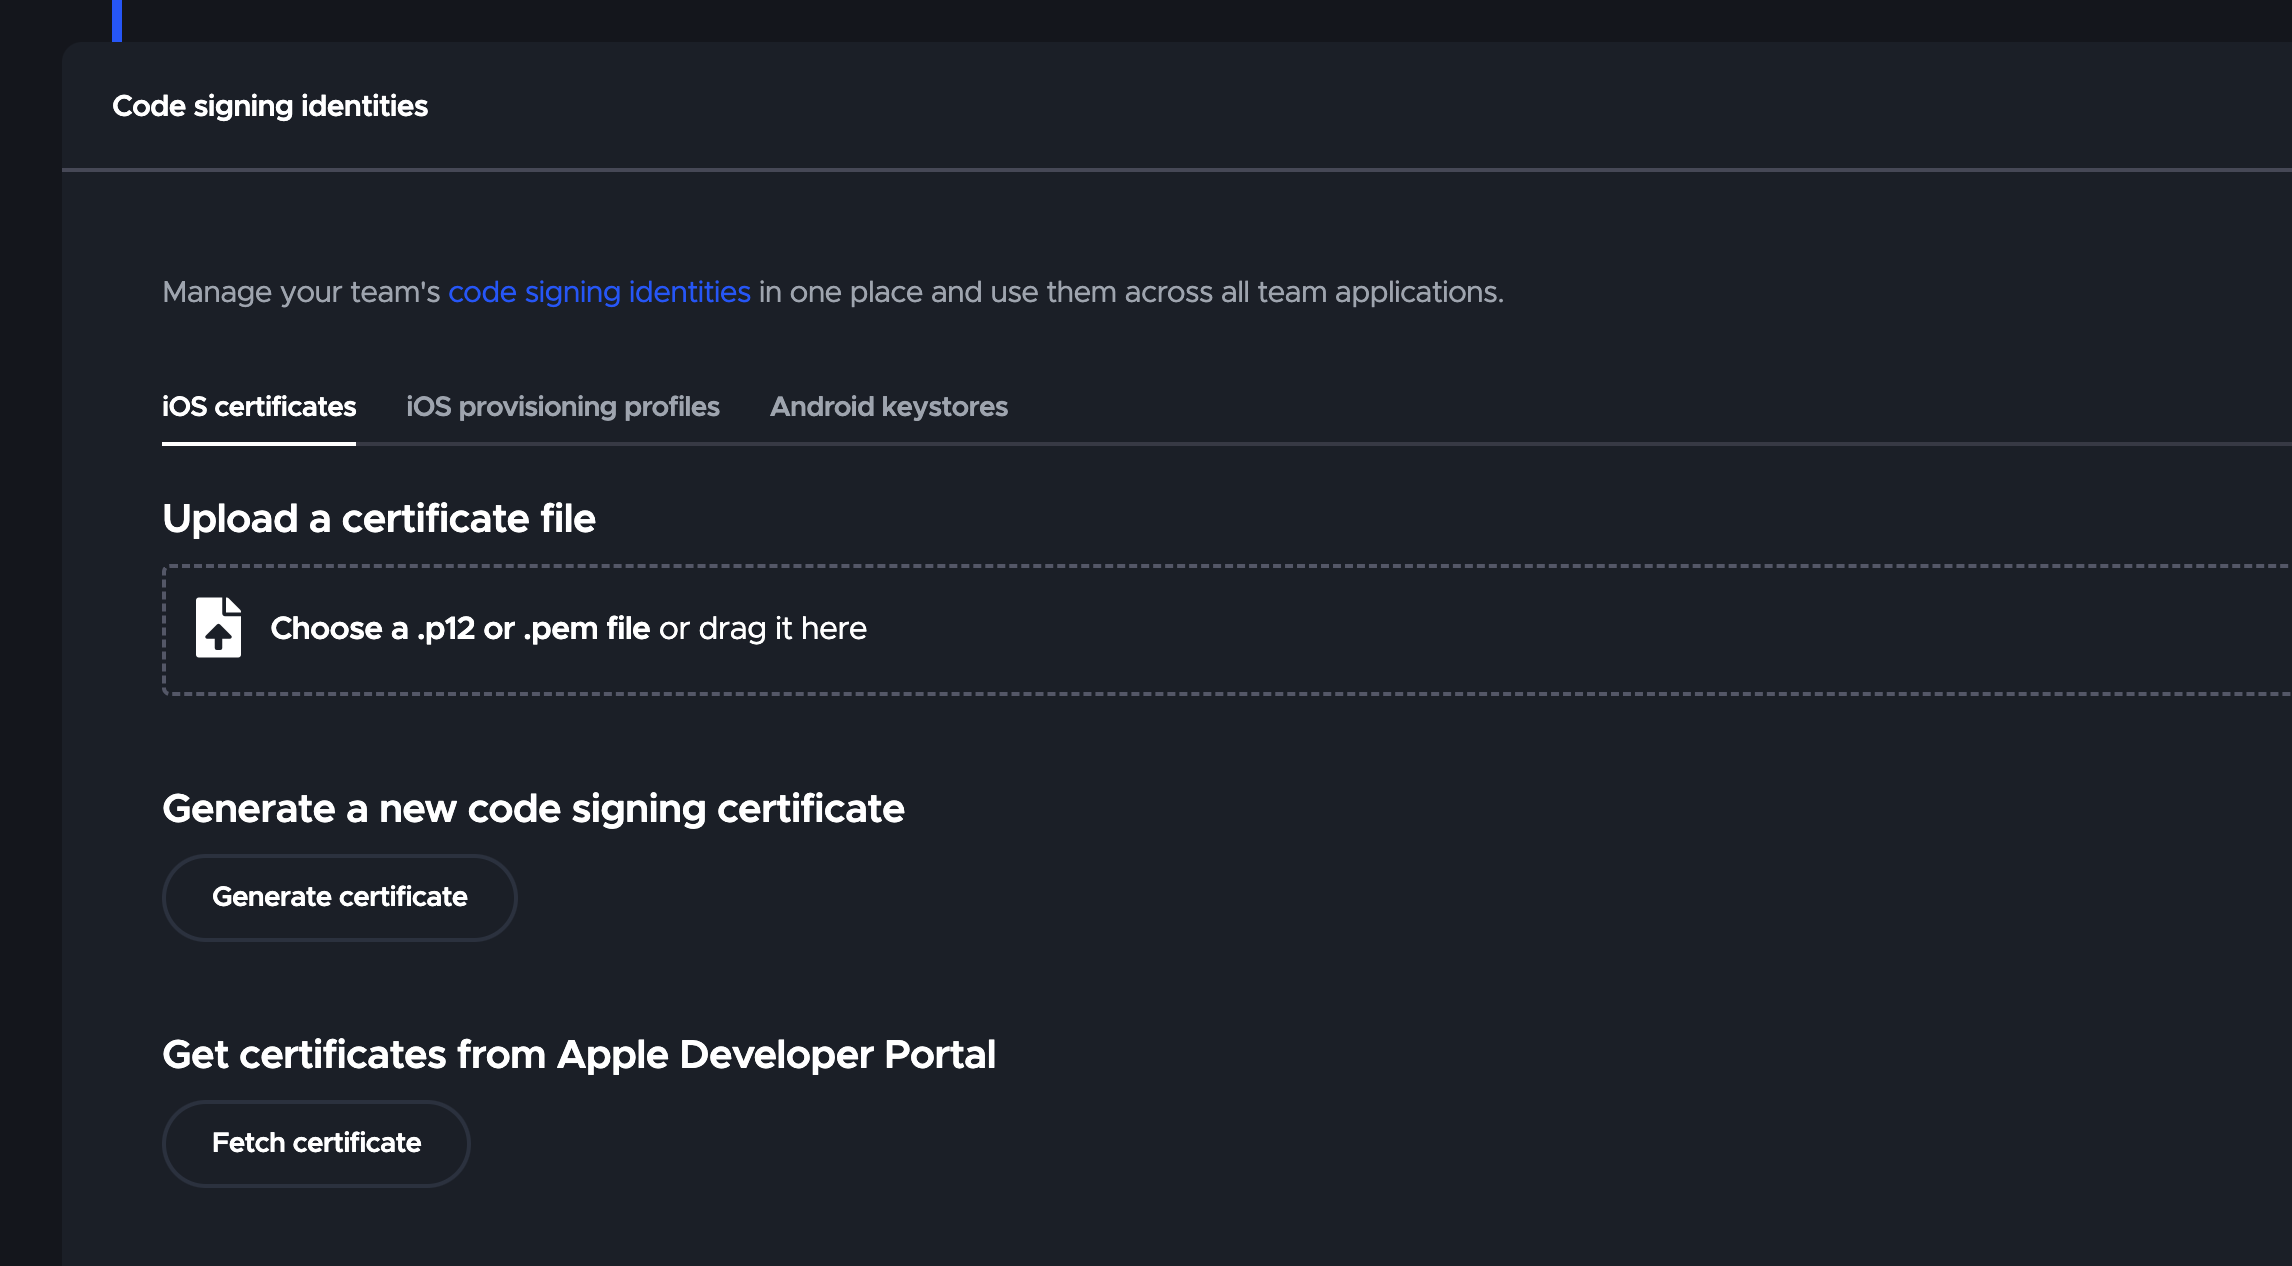 Code signing identities
Manage your team's code signing identities in one place and use them across all team applications.
iOS certificates iOS provisioning profiles Android keystores
Upload a certificate file
Choose a .p12 or .pem file or drag it here
Generate a new code signing certificate
Generate certificate
Get certificates from Apple Developer Portal
Fetch certificate